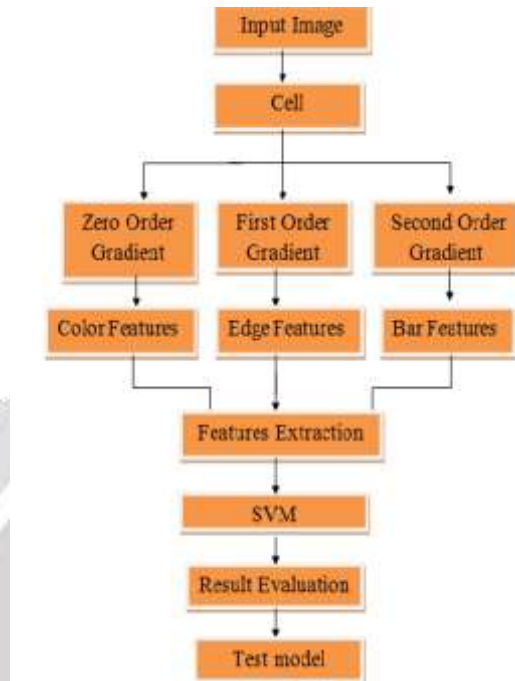 Input Image
Cell
Zero Order
Gradient
First Order
Gradient
Second Order
Gradient
Color Features
Edge Features
Bar Features
Features Extraction
SVM
Result Evaluation
Test model